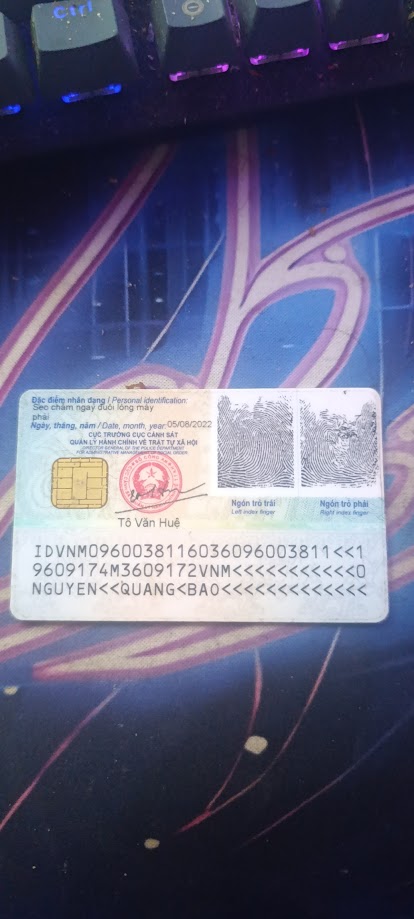 Ctrl
Đặc điểm nhân dạng / Personal identification:
Sẹo chấm ngay đuôi lông mày
phải
Ngày, tháng, năm / Date, month, year: 05/08/2022
CỤC TRƯỞNG CỤC CẢNH SÁT
QUẢN LÝ HÀNH CHÍNH VỀ TRẬT TỰ XÃ HỘI
DIRECTOR GENERAL OF THE POLICE DEPARTMENT
FOR ADMINISTRATIVE MANAGEMENT OF SOCIAL ORDER
Tô Văn Huệ
Ngón trỏ trái
Left index finger
Ngón trỏ phải
Right index finger
IDVNM0960038116036096003811<<1
9609174M3609172VNM<<<<<<<<<<<0
NGUYEN<<QUANG<BAO<<<<<<<<<<<<<